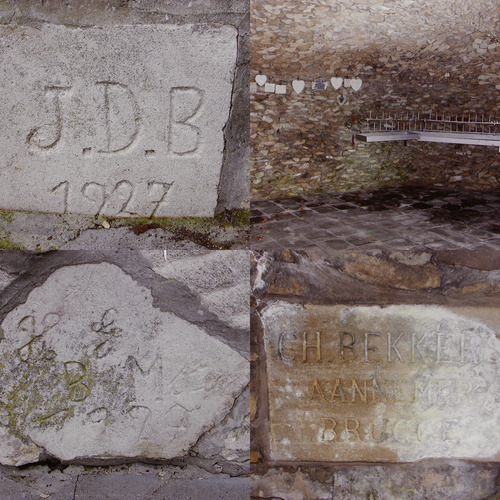 J.D.B
1927
B M
CH. BEKKER
AANNEMER
BRUGGE